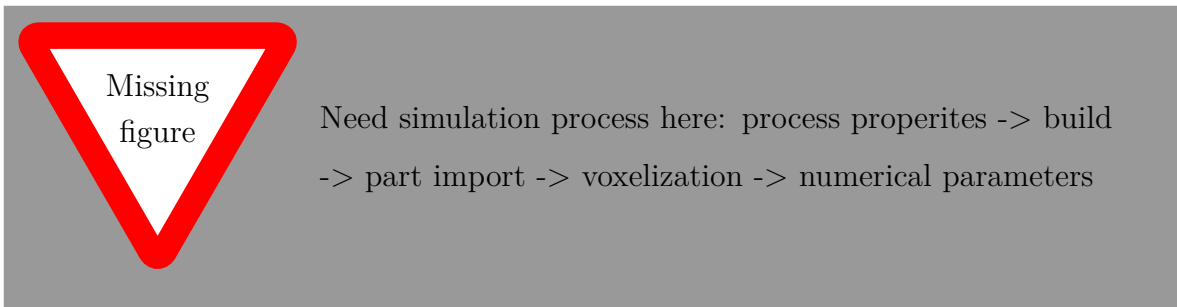 Missing
figure
Need simulation process here: process properites -> build
-> part import -> voxelization -> numerical parameters